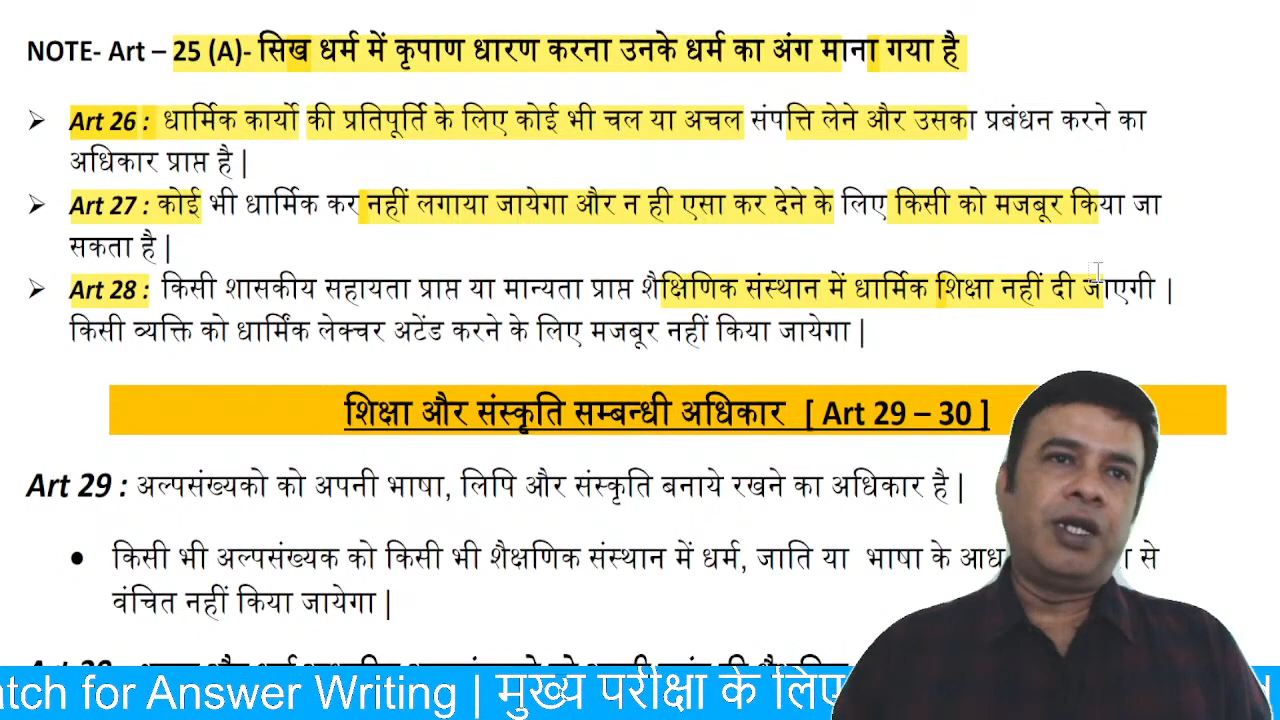 NOTE- Art – 25 (A)- सिख धर्म में कृपाण धारण करना उनके धर्म का अंग माना गया है
➢ Art 26 : धार्मिक कार्यो की प्रतिपूर्ति के लिए कोई भी चल या अचल संपत्ति लेने और उसका प्रबंधन करने का
अधिकार प्राप्त है |
➢ Art 27 : कोई भी धार्मिक कर नहीं लगाया जायेगा और न ही एसा कर देने के लिए किसी को मजबूर किया जा
सकता है |
➢ Art 28 : किसी शासकीय सहायता प्राप्त या मान्यता प्राप्त शैक्षिणिक संस्थान में धार्मिक शिक्षा नहीं दी जाएगी |
किसी व्यक्ति को धार्मिंक लेक्चर अटेंड करने के लिए मजबूर नहीं किया जायेगा |
शिक्षा और संस्कृति सम्बन्धी अधिकार [ Art 29 – 30 ]
Art 29 : अल्पसंख्यको को अपनी भाषा, लिपि और संस्कृति बनाये रखने का अधिकार है |
• किसी भी अल्पसंख्यक को किसी भी शैक्षणिक संस्थान में धर्म, जाति या भाषा के से
वंचित नहीं किया जायेगा |
for Answer Writing | मुख्य परीक्षा के लिए